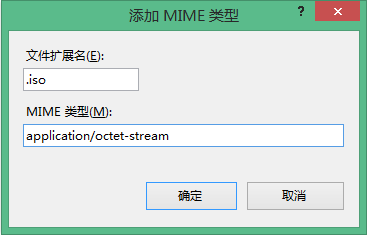 添加 MIME 类型
? ×
文件扩展名(E):
.iso
MIME 类型(M):
application/octet-stream
确定 取消